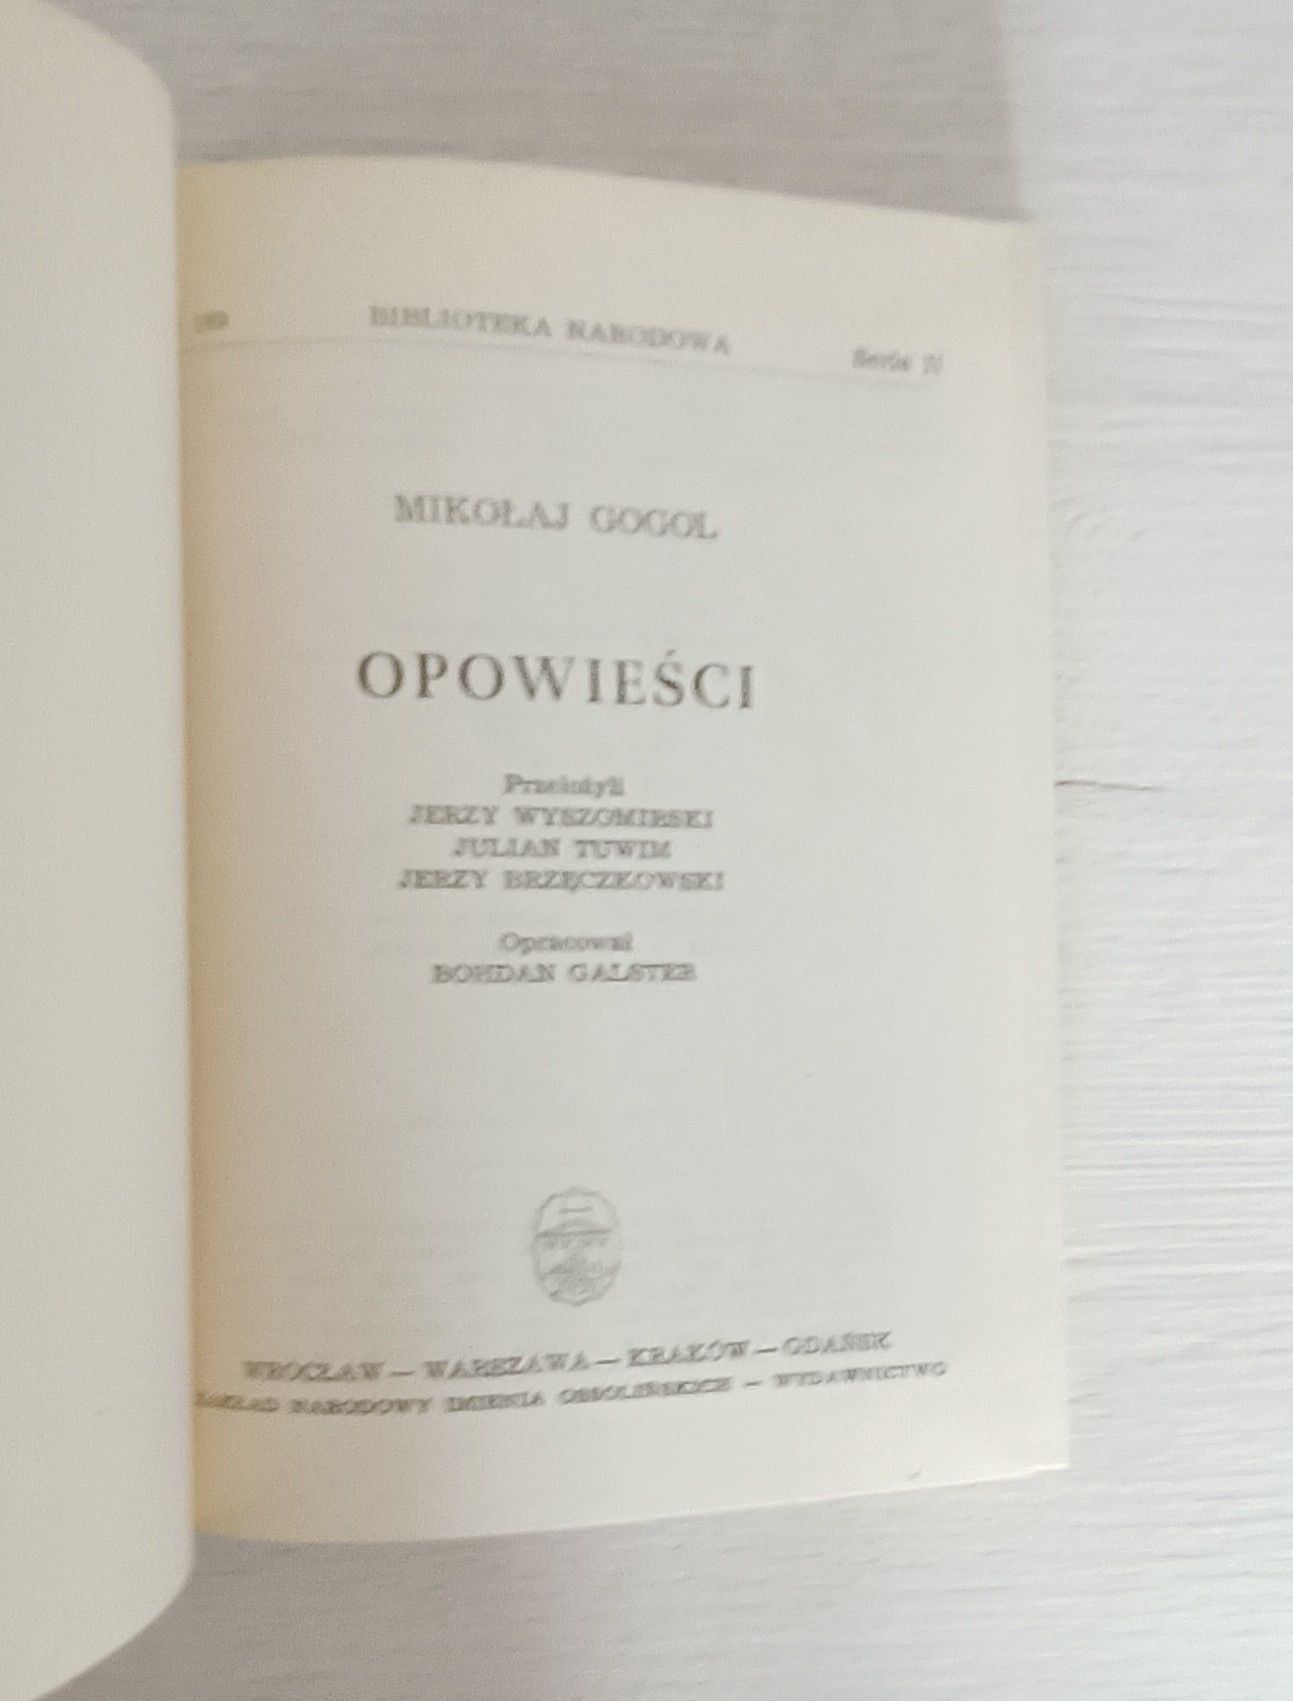 BIBLIOTEKA NARODOWA
Seria II
MIKOŁAJ GOGOL
OPOWIEŚCI
Przełożyli
JERZY WYSZOMIRSKI
JULIAN TUWIM
JERZY BRZĘCZKOWSKI
Opracował
BOHDAN GALSTER
WROCŁAW — WARSZAWA — KRAKÓW — GDAŃSK
ZAKŁAD NARODOWY IMIENIA OSSOLIŃSKICH — WYDAWNICTWO